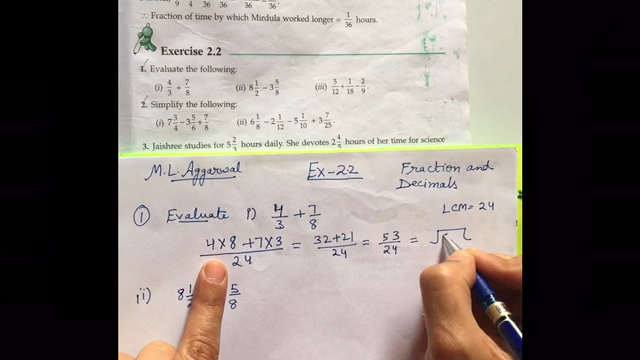 9 4 36 36 36
∴ Fraction of time by which Mirdula worked longer = 1/36 hours.
Exercise 2.2
1. Evaluate the following:
(i) 4/3 + 7/8 (ii) 8 1/2 − 3 5/8 (iii) 5/12 + 1/18 − 2/9
2. Simplify the following:
(i) 7 3/4 − 3 5/6 + 7/8 (ii) 6 1/8 − 2 1/12 − 5 1/10 + 3 7/25
3. Jaishree studies for 5 2/3 hours daily. She devotes 2 4/5 hours of her time for science
M.L. Aggarwal Ex-2.2 Fraction and
Decimals
LCM = 24
① Evaluate i) 4/3 + 7/8
4×8 + 7×3 / 24 = 32+21 / 24 = 53/24 =
ii) 8 1/2 5/8